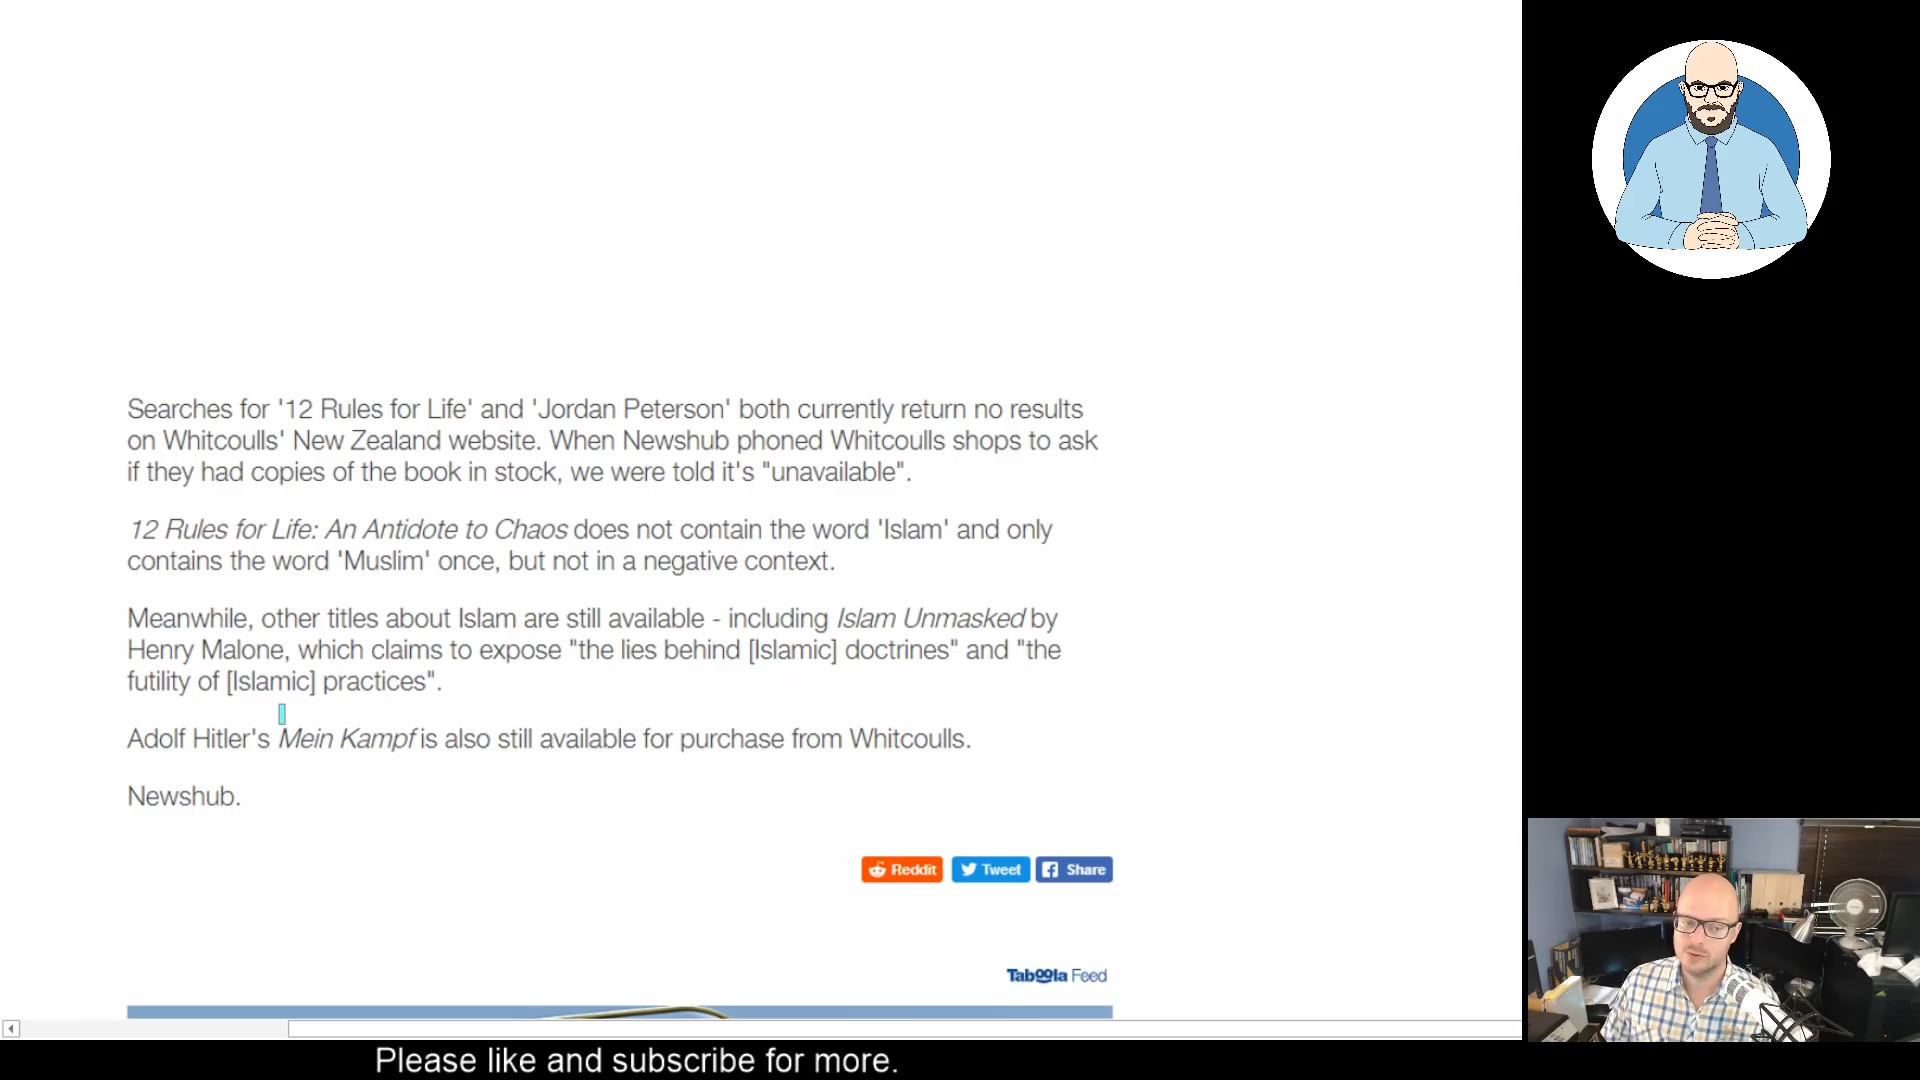 Searches for '12 Rules for Life' and 'Jordan Peterson' both currently return no results
on Whitcoulls' New Zealand website. When Newshub phoned Whitcoulls shops to ask
if they had copies of the book in stock, we were told it's "unavailable".
12 Rules for Life: An Antidote to Chaos does not contain the word 'Islam' and only
contains the word 'Muslim' once, but not in a negative context.
Meanwhile, other titles about Islam are still available - including Islam Unmasked by
Henry Malone, which claims to expose "the lies behind [Islamic] doctrines" and "the
futility of [Islamic] practices".
Adolf Hitler's Mein Kampf is also still available for purchase from Whitcoulls.
Newshub.
Reddit Tweet Share
Taboola Feed
Please like and subscribe for more.